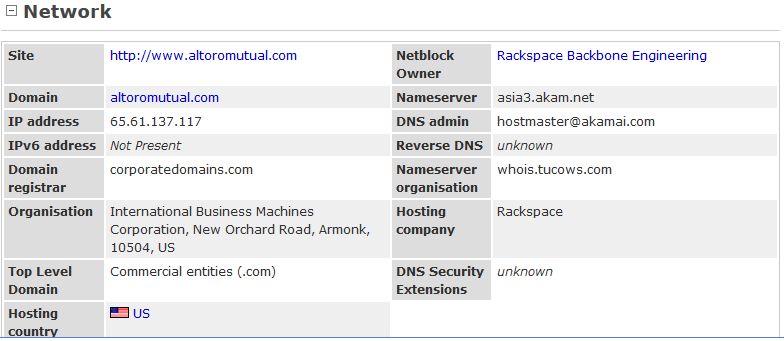 Network
Site http://www.altoromutual.com Netblock Owner Rackspace Backbone Engineering
Domain altoromutual.com Nameserver asia3.akam.net
IP address 65.61.137.117 DNS admin hostmaster@akamai.com
IPv6 address Not Present Reverse DNS unknown
Domain registrar corporatedomains.com Nameserver organisation whois.tucows.com
Organisation International Business Machines Corporation, New Orchard Road, Armonk, 10504, US Hosting company Rackspace
Top Level Domain Commercial entities (.com) DNS Security Extensions unknown
Hosting country US